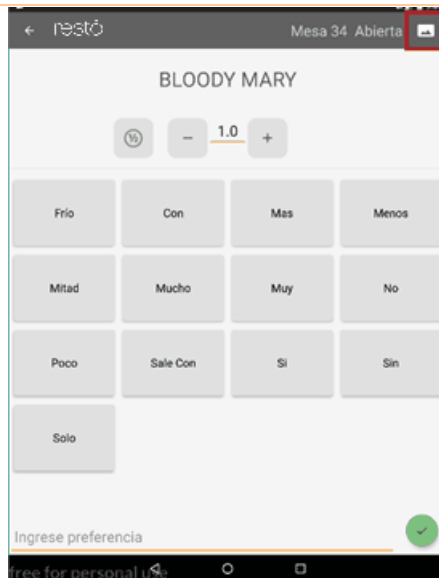 restó Mesa 34 Abierta
BLOODY MARY
½ - 1.0 +
Frío Con Mas Menos
Mitad Mucho Muy No
Poco Sale Con Si Sin
Solo
Ingrese preferencia
free for personal use